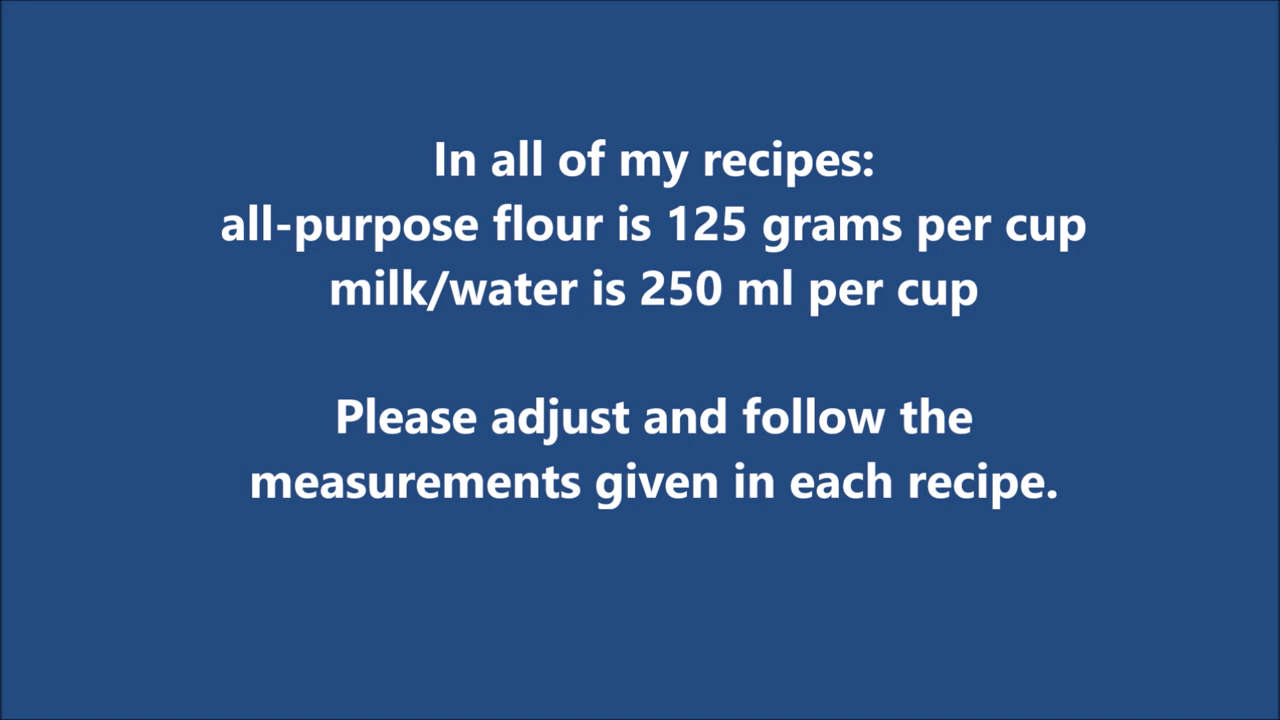 In all of my recipes:
all-purpose flour is 125 grams per cup
milk/water is 250 ml per cup
Please adjust and follow the
measurements given in each recipe.